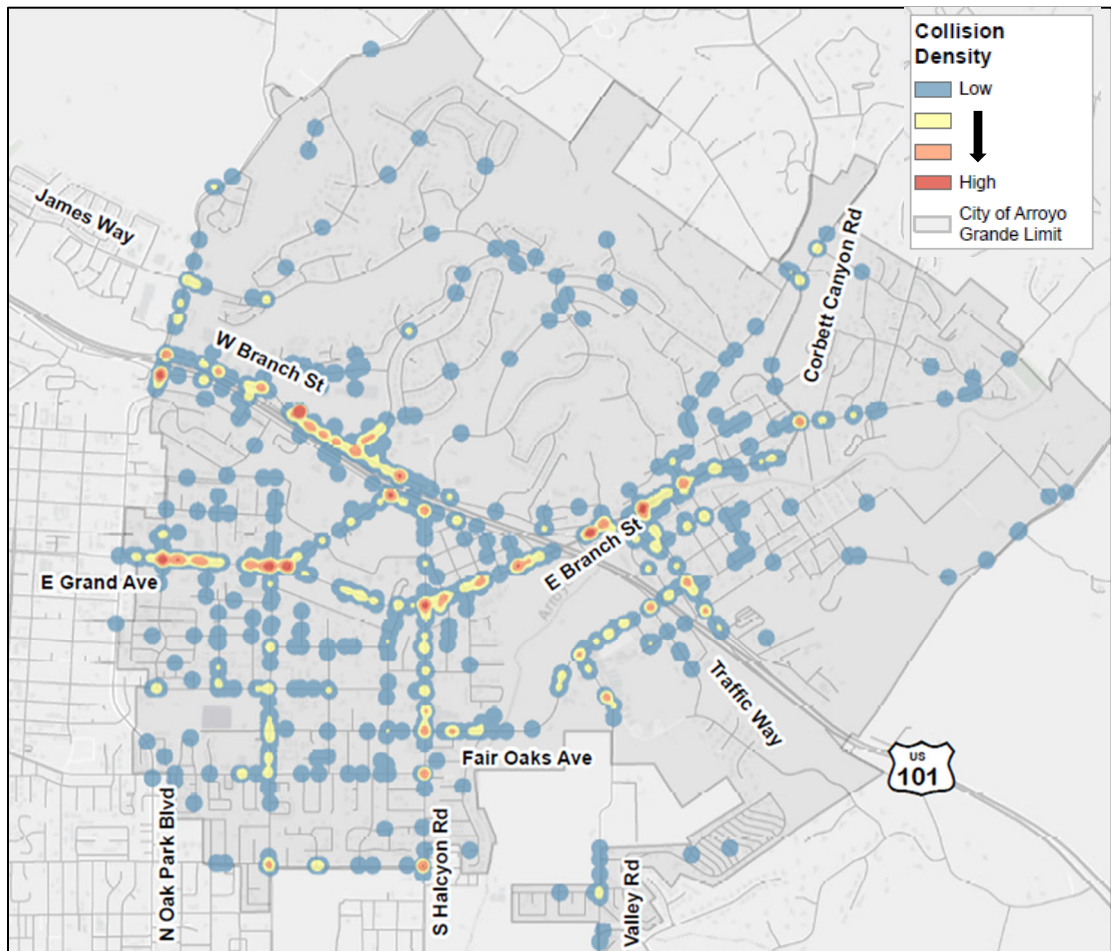 Collision
Density
Low
High
City of Arroyo
Grande Limit
James Way
Corbett Canyon Rd
W Branch St
E Grand Ave
E Branch St
Arroyo
Traffic Way
Fair Oaks Ave
US
101
N Oak Park Blvd
S Halcyon Rd
Valley Rd